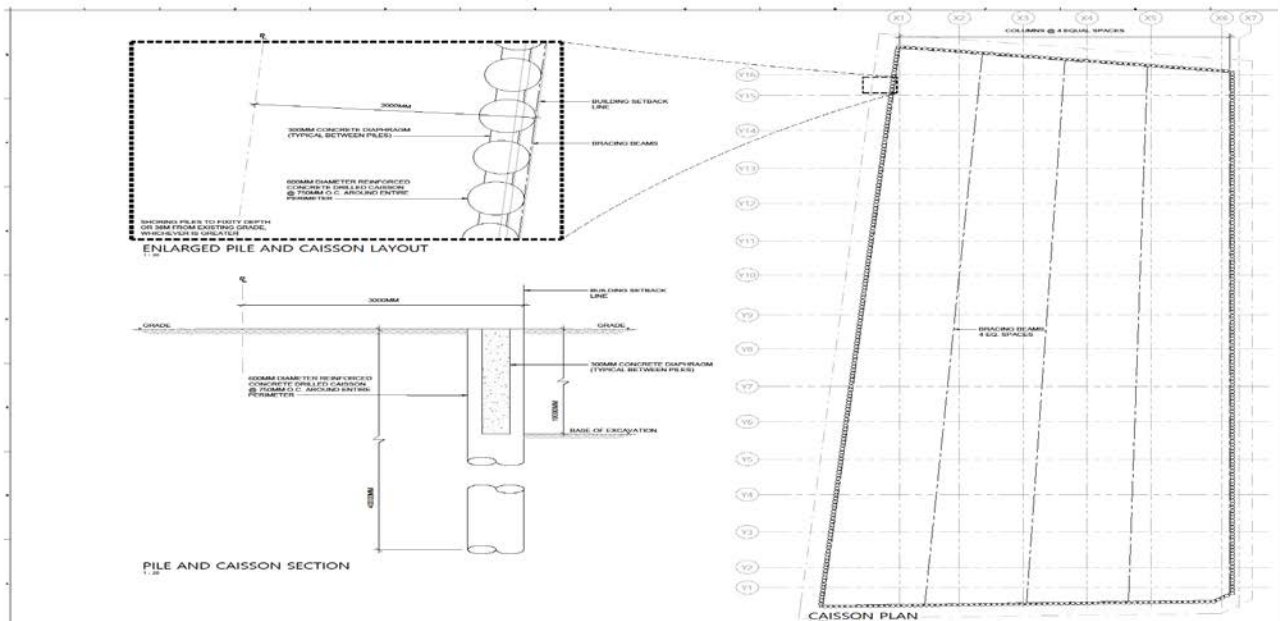 X1 X2 X3 X4 X5 X6 X7
COLUMNS @ 4 EQUAL SPACES
Y16
Y15
Y14
Y13
Y12
Y11
Y10
Y9
Y8
Y7
Y6
Y5
Y4
Y3
Y2
Y1
BRACING BEAMS
4 EQ. SPACES
CAISSON PLAN
3000MM
BUILDING SETBACK
LINE
300MM CONCRETE DIAPHRAGM
(TYPICAL BETWEEN PILES)
BRACING BEAMS
600MM DIAMETER REINFORCED
CONCRETE DRILLED CAISSON
@ 750MM O.C. AROUND ENTIRE
PERIMETER
SHORING PILES TO DEPTH
OR FROM EXISTING GRADE,
WHICHEVER IS GREATER
ENLARGED PILE AND CAISSON LAYOUT
BUILDING SETBACK
LINE
3000MM
GRADE
GRADE
300MM CONCRETE DIAPHRAGM
(TYPICAL BETWEEN PILES)
600MM DIAMETER REINFORCED
CONCRETE DRILLED CAISSON
@ 750MM O.C. AROUND ENTIRE
PERIMETER
BASE OF EXCAVATION
PILE AND CAISSON SECTION